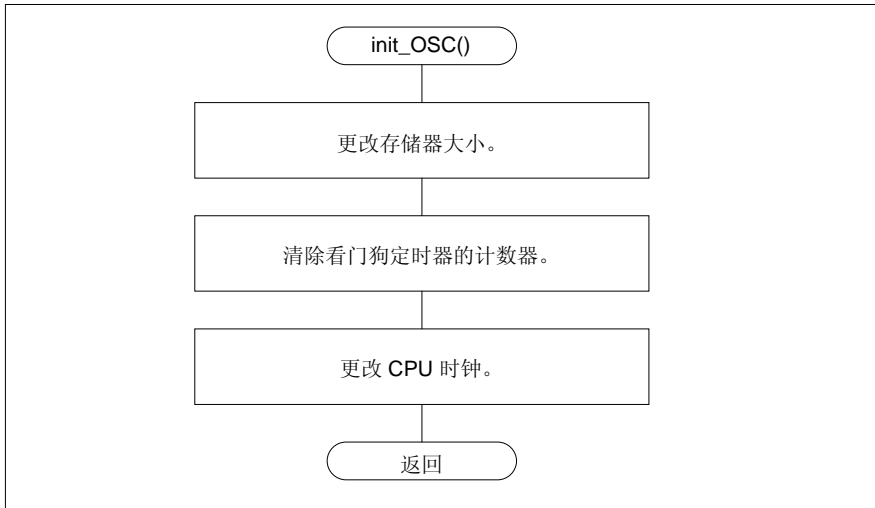 init_OSC()
更改存储器大小。
清除看门狗定时器的计数器。
更改 CPU 时钟。
返回